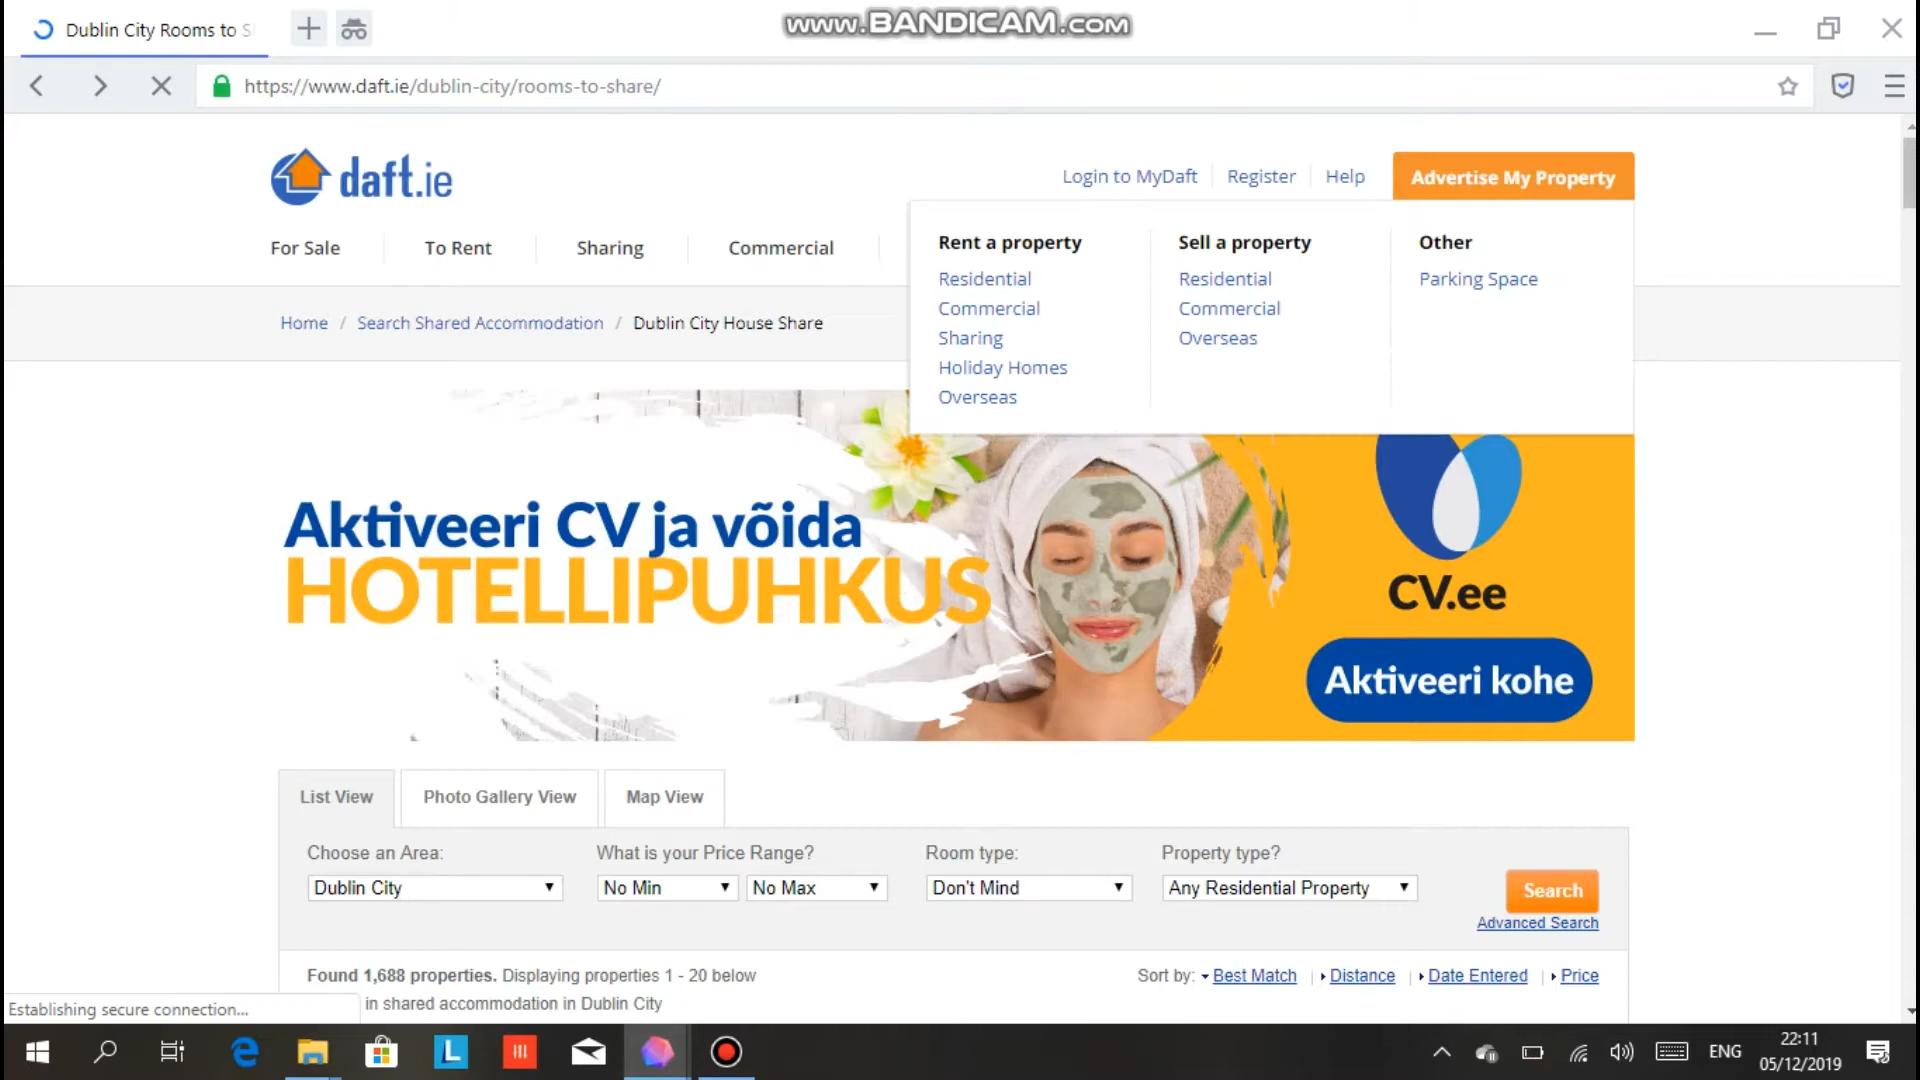 Dublin City Rooms to S
www.BANDICAM.com
https://www.daft.ie/dublin-city/rooms-to-share/
daft.ie
Login to MyDaft
Register
Help
Advertise My Property
For Sale
To Rent
Sharing
Commercial
Rent a property
Residential
Commercial
Sharing
Holiday Homes
Overseas
Sell a property
Residential
Commercial
Overseas
Other
Parking Space
Home / Search Shared Accommodation / Dublin City House Share
Aktiveeri CV ja võida
HOTELLIPUHKUS
CV.ee
Aktiveeri kohe
List View
Photo Gallery View
Map View
Choose an Area:
What is your Price Range?
Room type:
Property type?
Dublin City
No Min
No Max
Don't Mind
Any Residential Property
Search
Advanced Search
Found 1,688 properties. Displaying properties 1 - 20 below
Sort by: Best Match | Distance | Date Entered | Price
in shared accommodation in Dublin City
Establishing secure connection...
L
ENG
22:11
05/12/2019